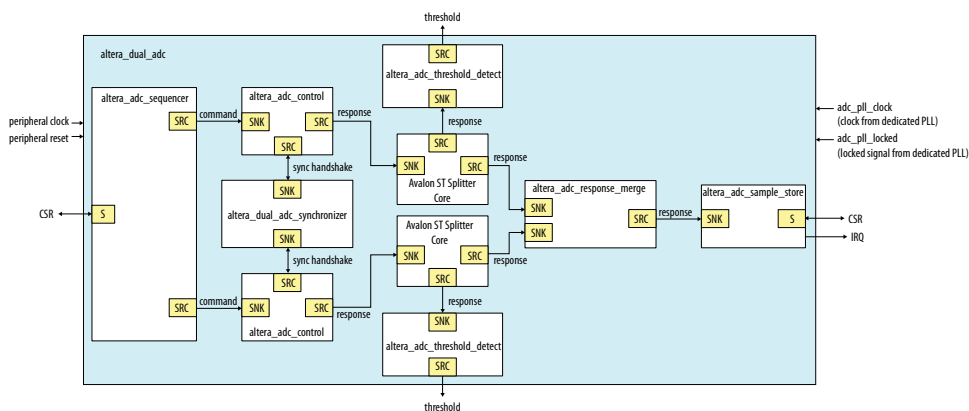 threshold
altera_dual_adc
SRC
altera_adc_threshold_detect
SNK
response
altera_adc_sequencer
SRC
command
altera_adc_control
SNK
SRC
SRC
response
peripheral clock
peripheral reset
adc_pll_clock
(clock from dedicated PLL)
adc_pll_locked
(locked signal from dedicated PLL)
SRC
SNK
SRC
response
Avalon ST Splitter
Core
sync handshake
SNK
altera_dual_adc_synchronizer
SNK
sync handshake
CSR
S
altera_adc_response_merge
SNK
SNK
SRC
response
altera_adc_sample_store
SNK
S
CSR
IRQ
Avalon ST Splitter
Core
SNK
SRC
SRC
response
SRC
command
SRC
SNK
SRC
response
altera_adc_control
response
SNK
altera_adc_threshold_detect
SRC
threshold